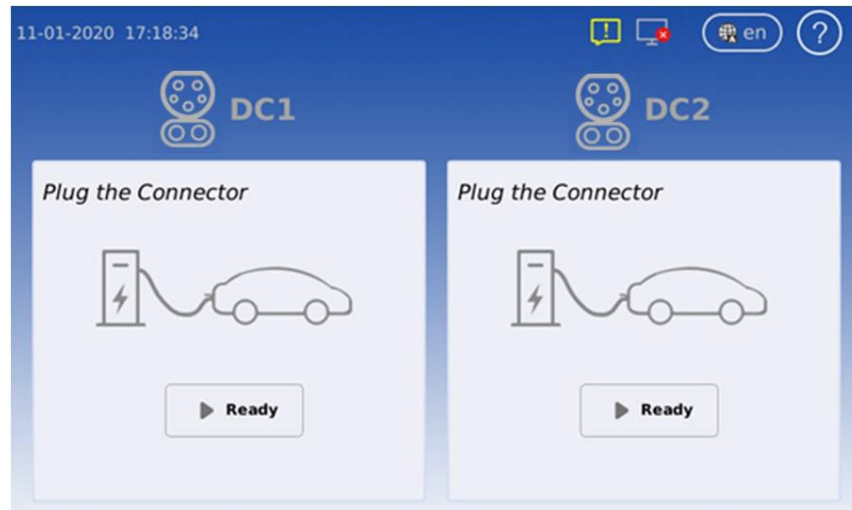 11-01-2020 17:18:34
! en ?
DC1
DC2
Plug the Connector
Plug the Connector
Ready
Ready